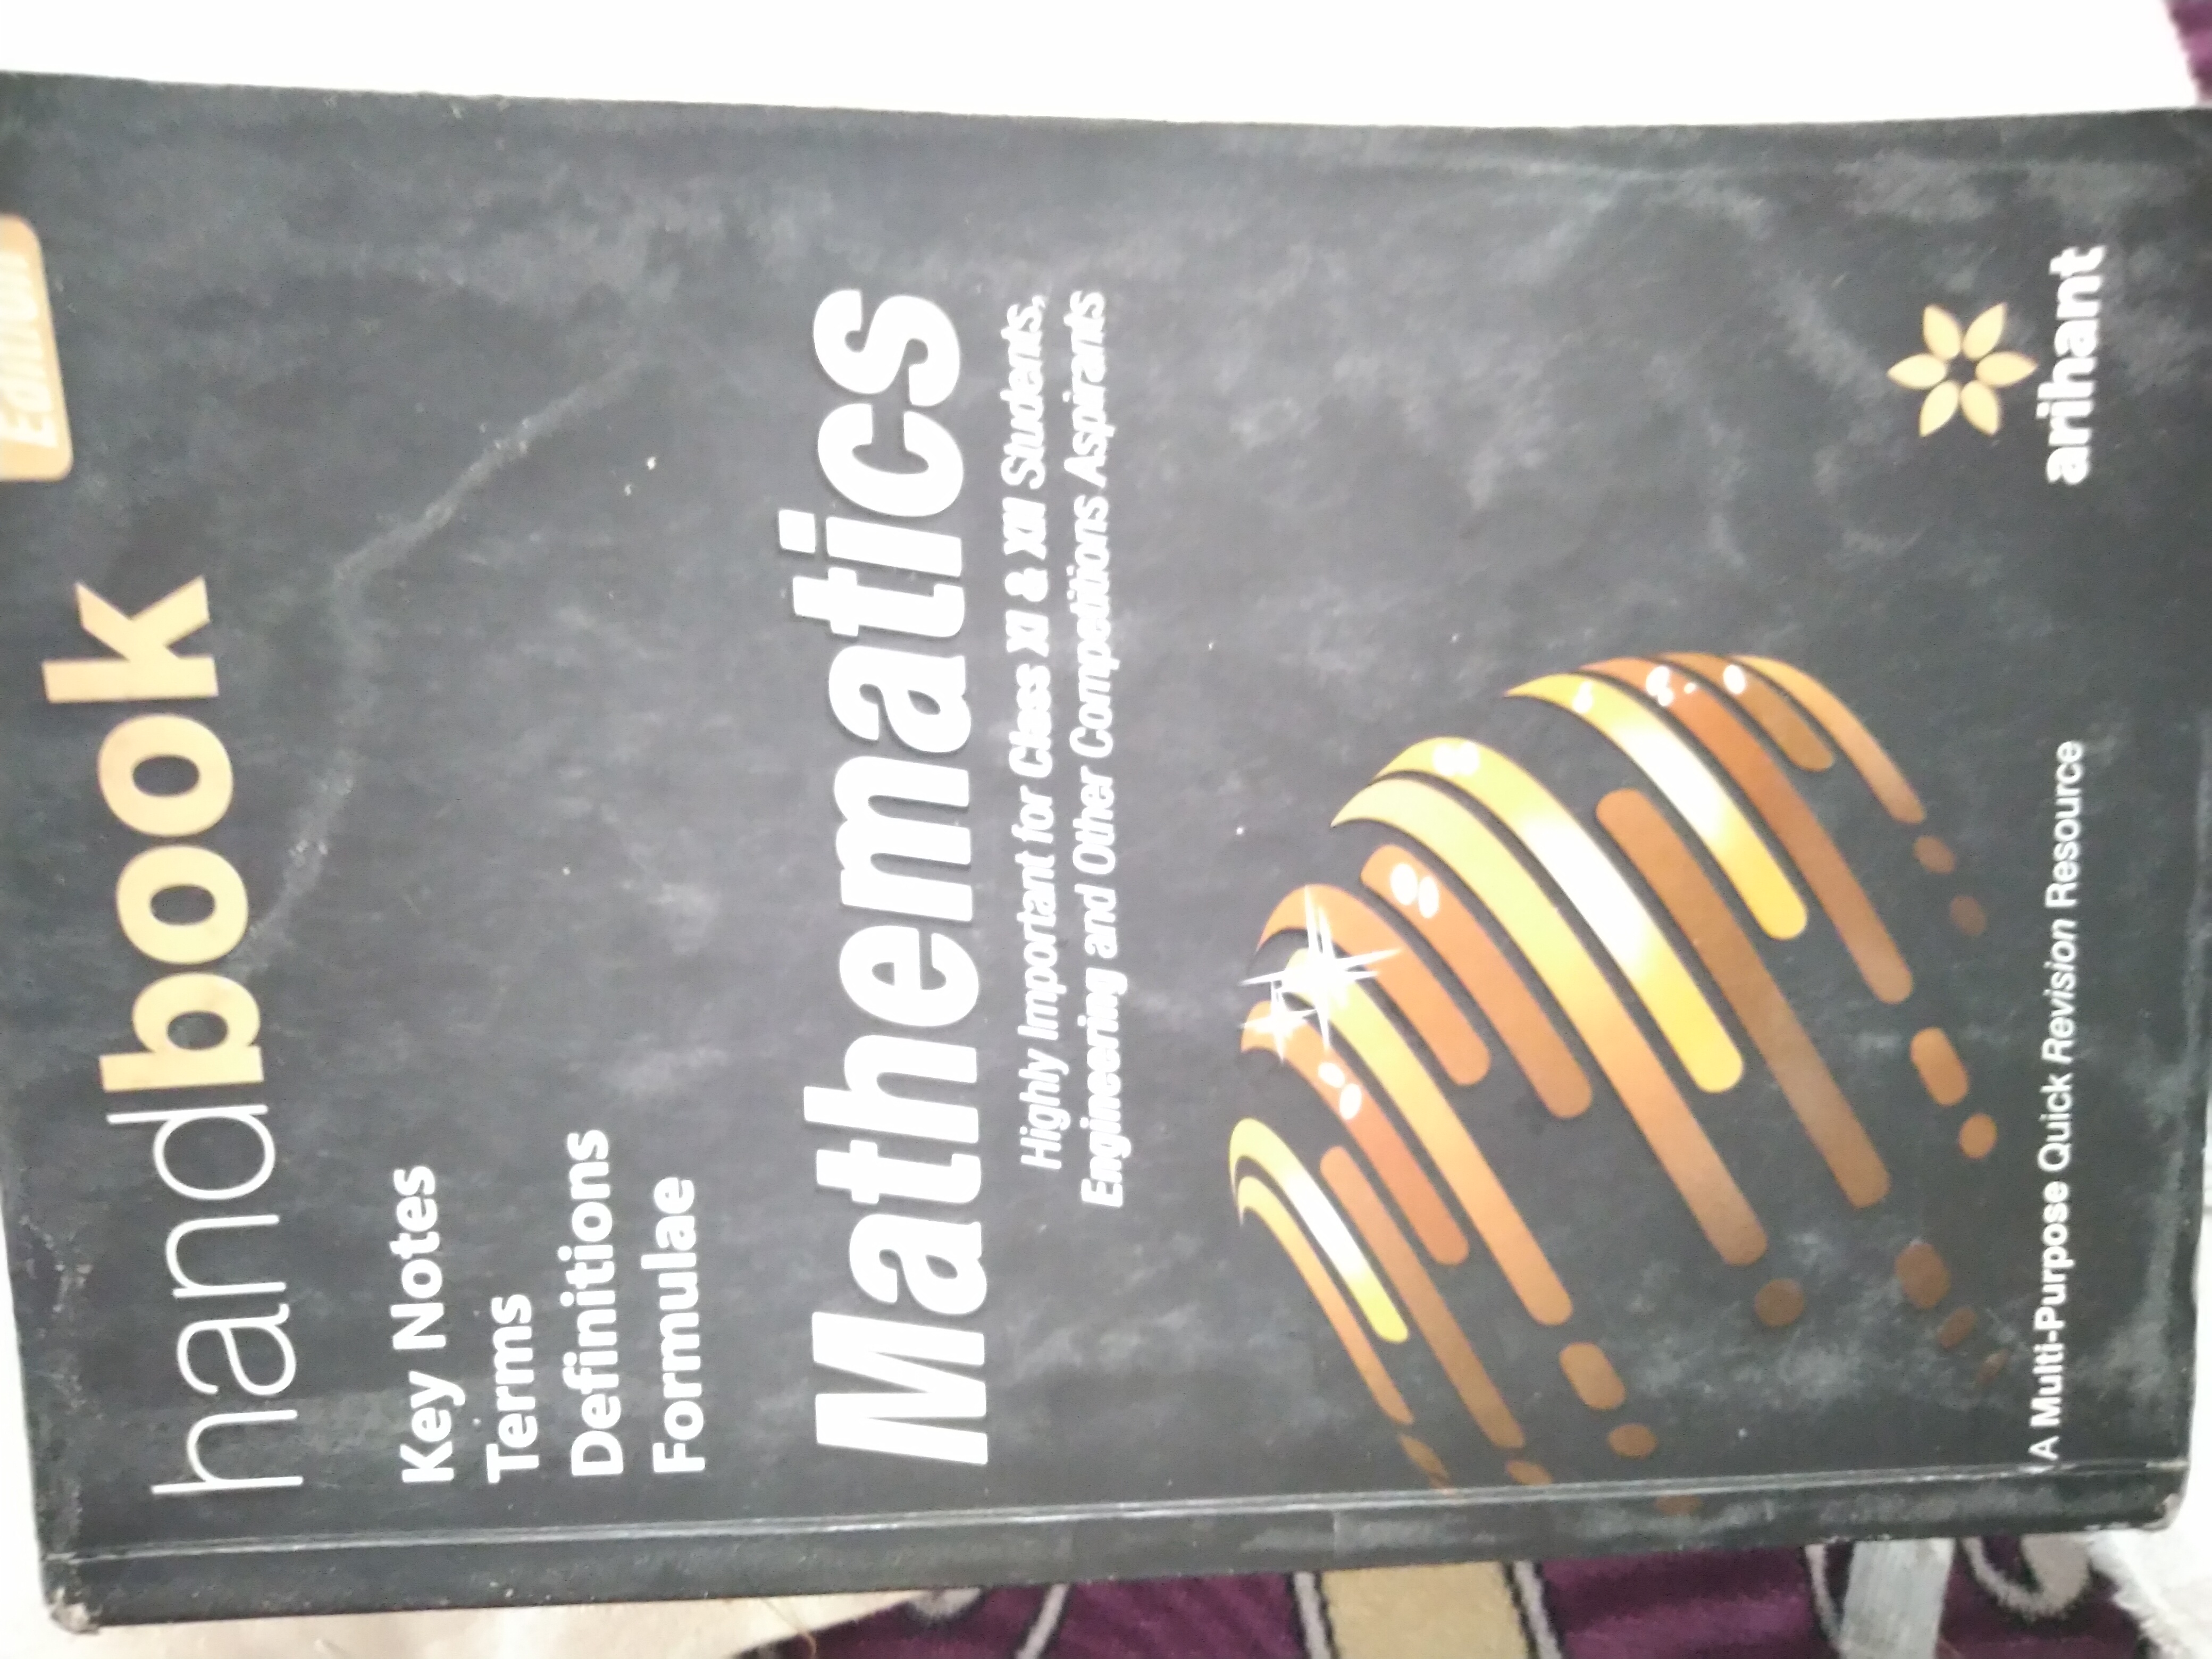 Edition
handbook
Key Notes
Terms
Definitions
Formulae
Mathematics
Highly Important for Class XI & XII Students,
Engineering and Other Competitions Aspirants
A Multi-Purpose Quick Revision Resource
arihant